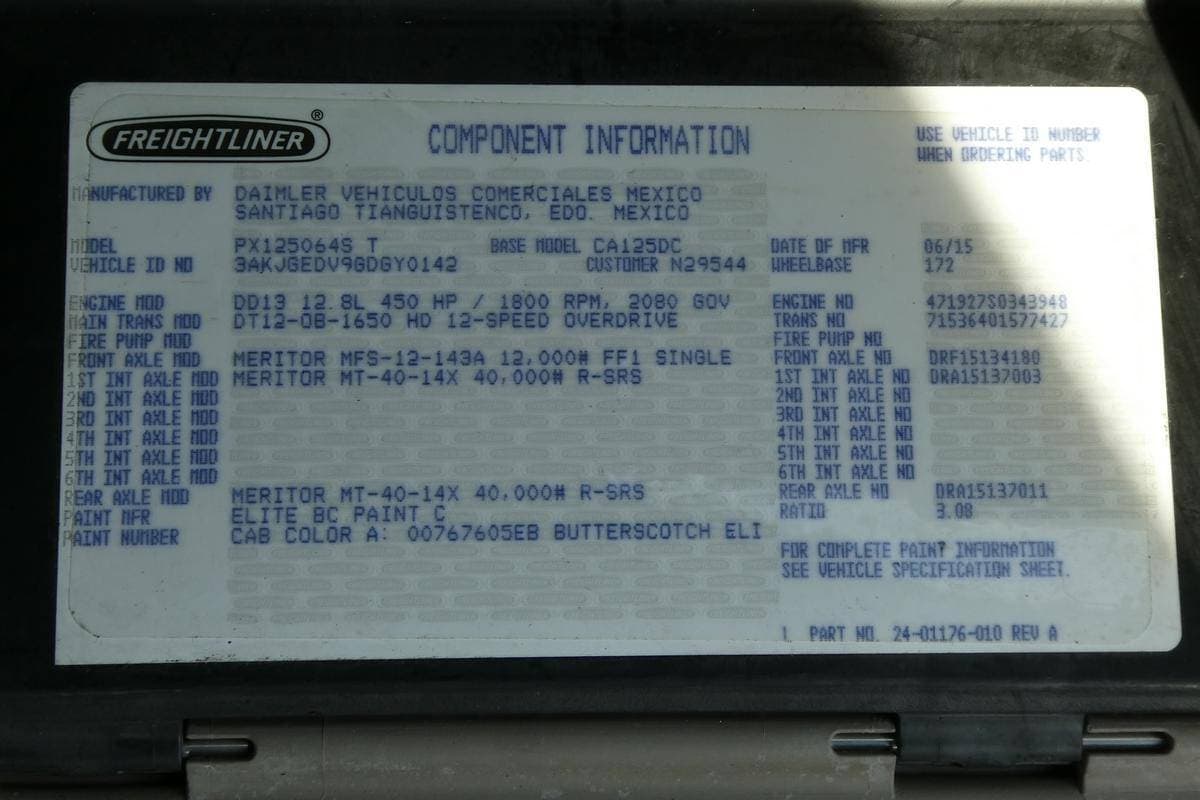 FREIGHTLINER ®
COMPONENT INFORMATION
USE VEHICLE ID NUMBER
WHEN ORDERING PARTS.
MANUFACTURED BY DAIMLER VEHICULOS COMERCIALES MEXICO
SANTIAGO TIANGUISTENCO, EDO. MEXICO
MODEL PX125064S T BASE MODEL CA125DC DATE OF MFR 06/15
VEHICLE ID NO 3AKJGEDV9GDGY0142 CUSTOMER N29544 WHEELBASE 172
ENGINE MOD DD13 12.8L 450 HP / 1800 RPM, 2080 GOV ENGINE NO 471927S0343948
MAIN TRANS MOD DT12-OB-1650 HD 12-SPEED OVERDRIVE TRANS NO 71536401577427
FIRE PUMP MOD FIRE PUMP NO
FRONT AXLE MOD MERITOR MFS-12-143A 12,000# FF1 SINGLE FRONT AXLE NO DRF15134180
1ST INT AXLE MOD MERITOR MT-40-14X 40,000# R-SRS 1ST INT AXLE NO DRA15137003
2ND INT AXLE MOD 2ND INT AXLE NO
3RD INT AXLE MOD 3RD INT AXLE NO
4TH INT AXLE MOD 4TH INT AXLE NO
5TH INT AXLE MOD 5TH INT AXLE NO
6TH INT AXLE MOD 6TH INT AXLE NO
REAR AXLE MOD MERITOR MT-40-14X 40,000# R-SRS REAR AXLE NO DRA15137011
PAINT MFR ELITE BC PAINT C RATIO 3.08
PAINT NUMBER CAB COLOR A: 00767605EB BUTTERSCOTCH ELI
FOR COMPLETE PAINT INFORMATION
SEE VEHICLE SPECIFICATION SHEET.
PART NO. 24-01176-010 REV A